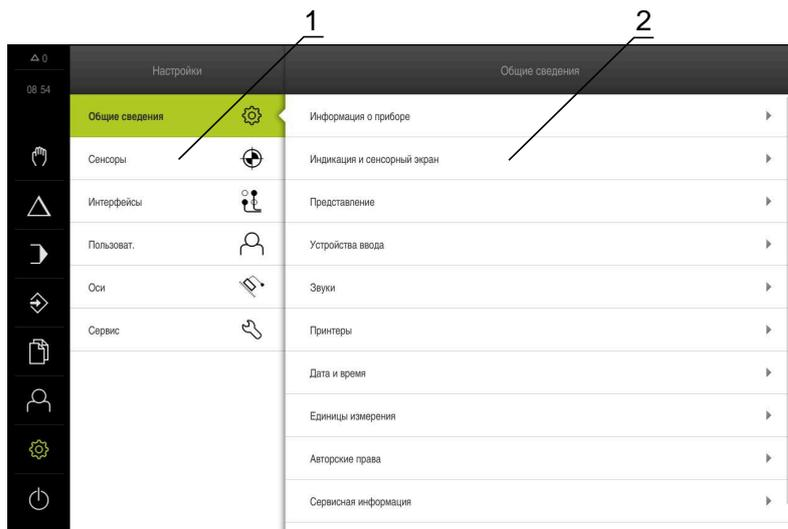 1
2
0
08 54
Настройки
Общие сведения
Общие сведения
Сенсоры
Интерфейсы
Пользоват.
Оси
Сервис
Информация о приборе
Индикация и сенсорный экран
Представление
Устройства ввода
Звуки
Принтеры
Дата и время
Единицы измерения
Авторские права
Сервисная информация